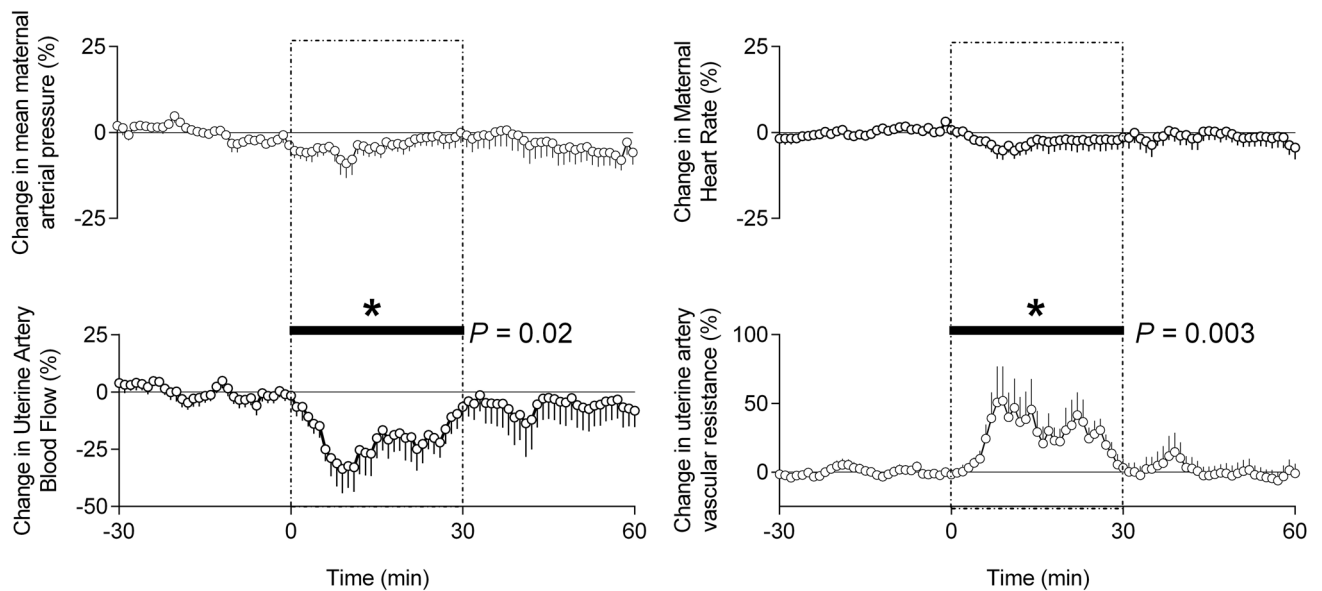 Change in mean maternal
arterial pressure (%)
25
0
-25
Change in Maternal
Heart Rate (%)
25
0
-25
Change in Uterine Artery
Blood Flow (%)
25
0
-25
-50
*
P = 0.02
-30
0
30
60
Time (min)
Change in uterine artery
vascular resistance (%)
100
50
0
*
P = 0.003
-30
0
30
60
Time (min)